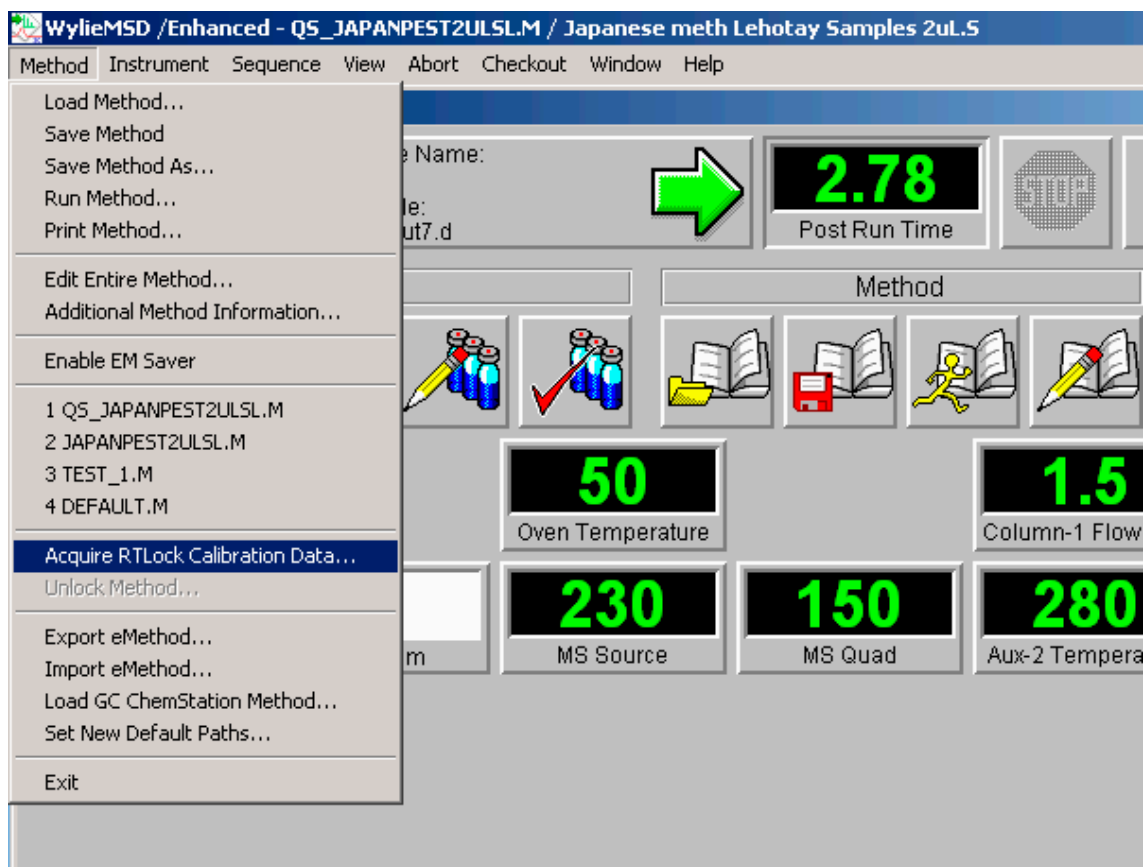 WylieMSD /Enhanced - QS_JAPANPEST2ULSL.M / Japanese meth Lehotay Samples 2uL.S
Method Instrument Sequence View Abort Checkout Window Help
Load Method...
Save Method
Save Method As...
Run Method...
Print Method...
Edit Entire Method...
Additional Method Information...
Enable EM Saver
1 QS_JAPANPEST2ULSL.M
2 JAPANPEST2ULSL.M
3 TEST_1.M
4 DEFAULT.M
Acquire RTLock Calibration Data...
Unlock Method...
Export eMethod...
Import eMethod...
Load GC ChemStation Method...
Set New Default Paths...
Exit
Name:
le:
ut7.d
2.78
Post Run Time
STOP
Method
50
Oven Temperature
1.5
Column-1 Flow
m
230
MS Source
150
MS Quad
280
Aux-2 Tempera